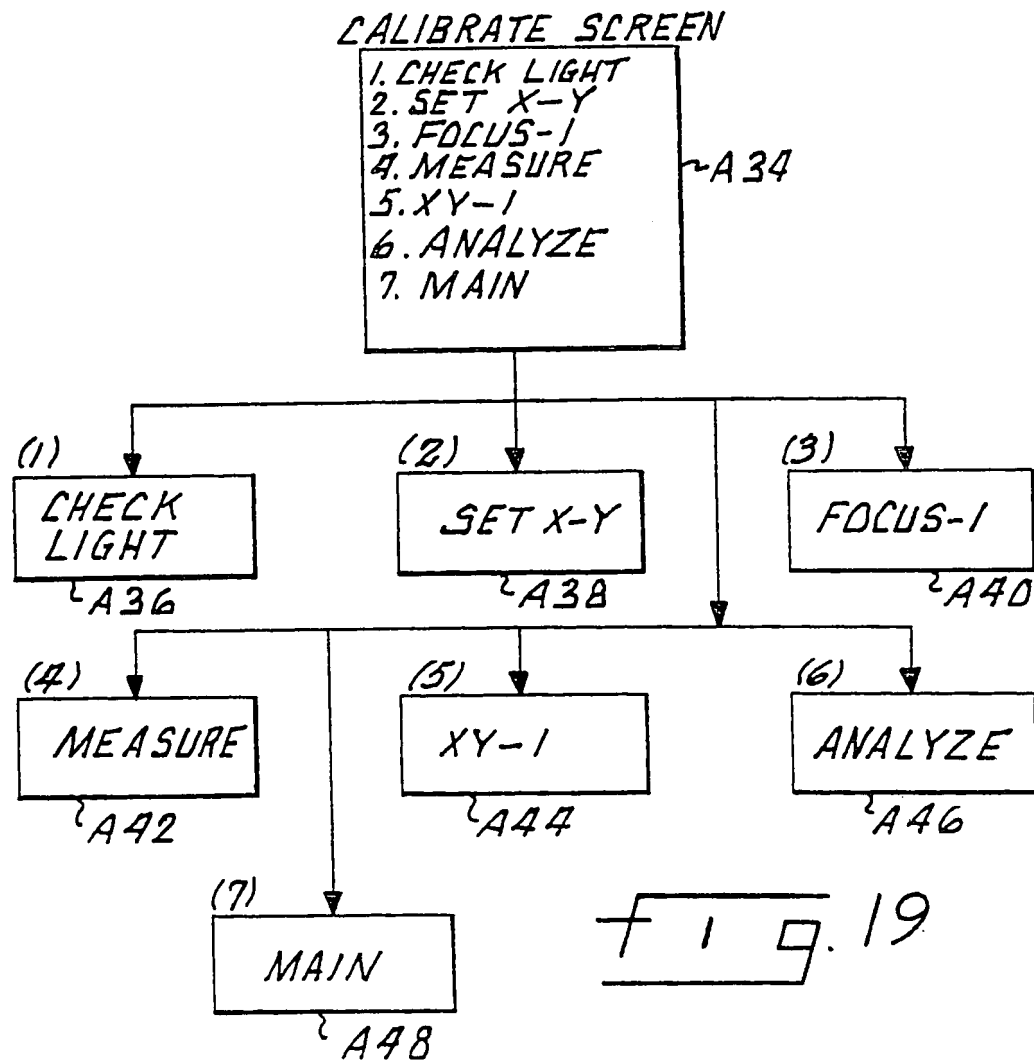 CALIBRATE SCREEN
1. CHECK LIGHT
2. SET X-Y
3. FOCUS-1
4. MEASURE
5. XY-1
6. ANALYZE
7. MAIN
A34
(1)
CHECK
LIGHT
A36
(2)
SET X-Y
A38
(3)
FOCUS-1
A40
(4)
MEASURE
A42
(5)
XY-1
A44
(6)
ANALYZE
A46
(7)
MAIN
A48
Fig. 19